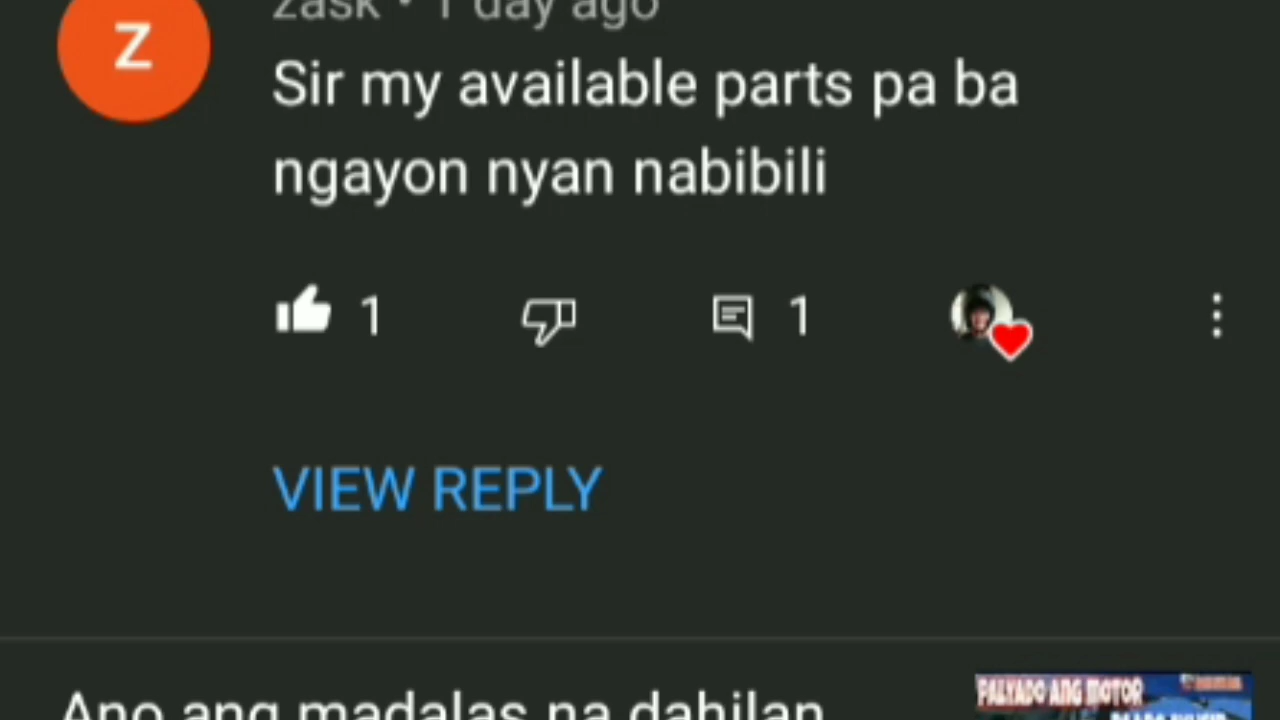 zask • 1 day ago
Z
Sir my available parts pa ba
ngayon nyan nabibili
1
1
VIEW REPLY
Ano ang madalas na dahilan
PALYADO ANG MOTOR